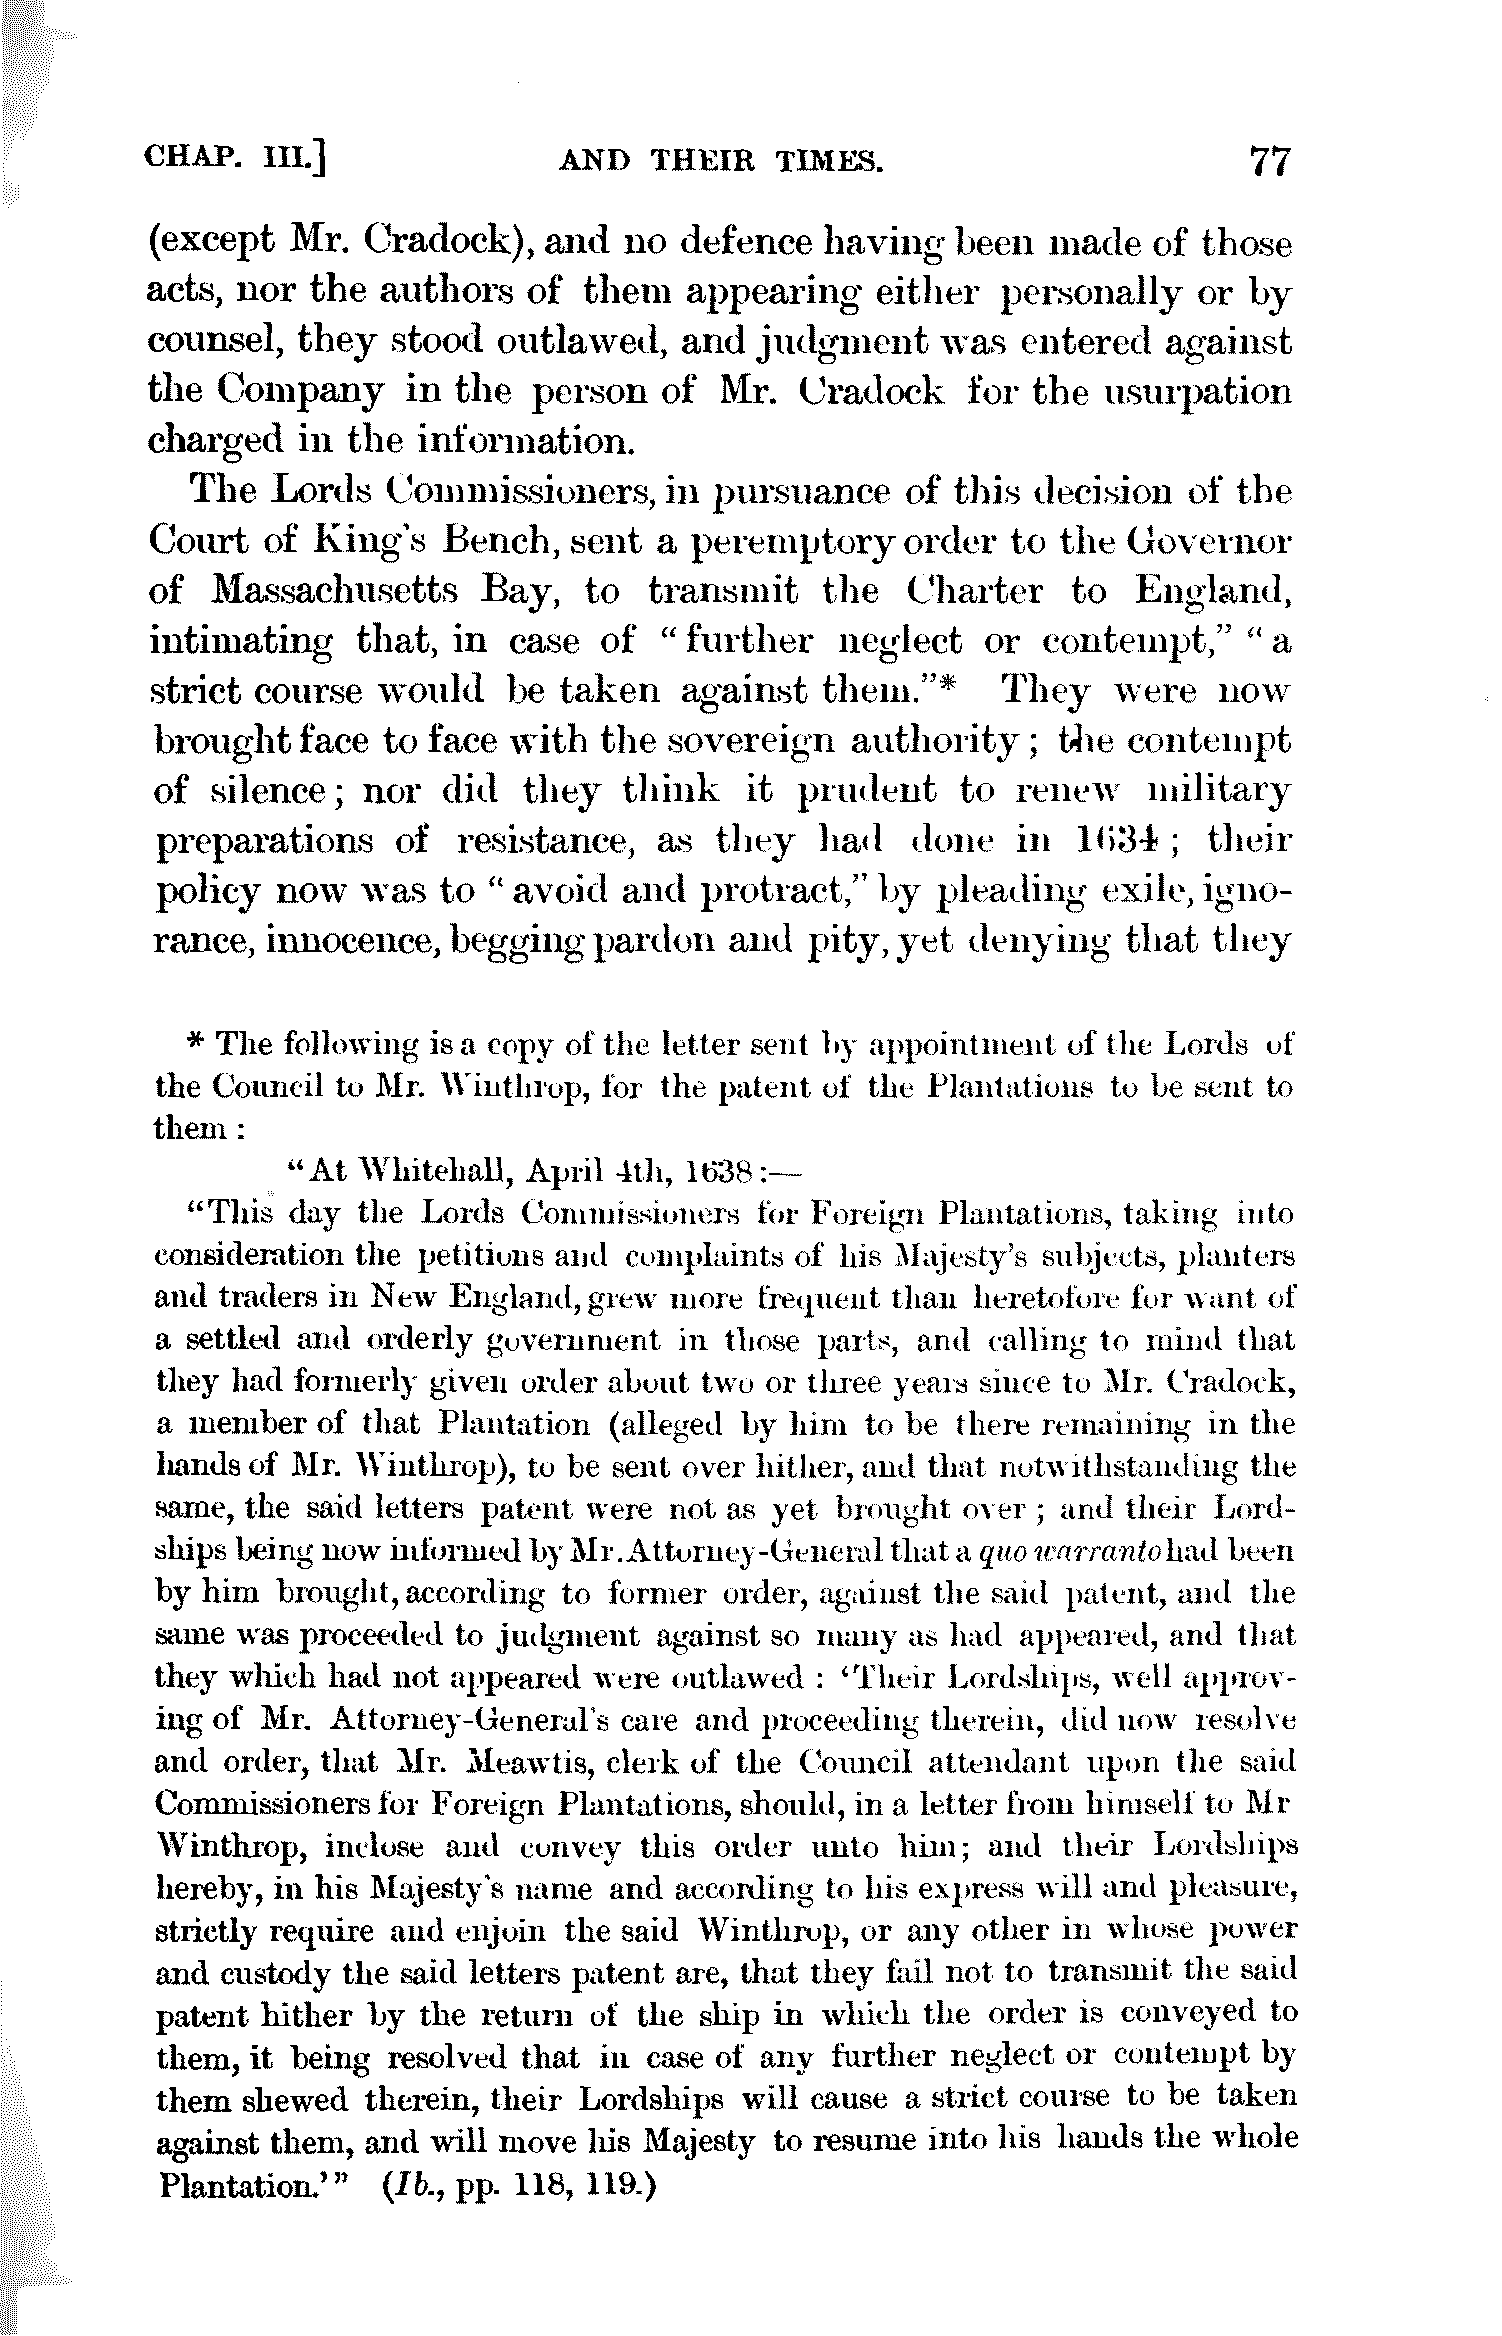 CHAP. III.] AND THEIR TIMES. 77
(except Mr. Cradock), and no defence having been made of those
acts, nor the authors of them appearing either personally or by
counsel, they stood outlawed, and judgment was entered against
the Company in the person of Mr. Cradock for the usurpation
charged in the information.
The Lords Commissioners, in pursuance of this decision of the
Court of King's Bench, sent a peremptory order to the Governor
of Massachusetts Bay, to transmit the Charter to England,
intimating that, in case of "further neglect or contempt," "a
strict course would be taken against them."* They were now
brought face to face with the sovereign authority; the contempt
of silence; nor did they think it prudent to renew military
preparations of resistance, as they had done in 1634; their
policy now was to "avoid and protract," by pleading exile, igno-
rance, innocence, begging pardon and pity, yet denying that they
* The following is a copy of the letter sent by appointment of the Lords of
the Council to Mr. Winthrop, for the patent of the Plantations to be sent to
them:
"At Whitehall, April 4th, 1638:—
"This day the Lords Commissioners for Foreign Plantations, taking into
consideration the petitions and complaints of his Majesty's subjects, planters
and traders in New England, grew more frequent than heretofore for want of
a settled and orderly government in those parts, and calling to mind that
they had formerly given order about two or three years since to Mr. Cradock,
a member of that Plantation (alleged by him to be there remaining in the
hands of Mr. Winthrop), to be sent over hither, and that notwithstanding the
same, the said letters patent were not as yet brought over; and their Lord-
ships being now informed by Mr. Attorney-General that a quo warranto had been
by him brought, according to former order, against the said patent, and the
same was proceeded to judgment against so many as had appeared, and that
they which had not appeared were outlawed: 'Their Lordships, well approv-
ing of Mr. Attorney-General's care and proceeding therein, did now resolve
and order, that Mr. Meawtis, clerk of the Council attendant upon the said
Commissioners for Foreign Plantations, should, in a letter from himself to Mr
Winthrop, inclose and convey this order unto him; and their Lordships
hereby, in his Majesty's name and according to his express will and pleasure,
strictly require and enjoin the said Winthrop, or any other in whose power
and custody the said letters patent are, that they fail not to transmit the said
patent hither by the return of the ship in which the order is conveyed to
them, it being resolved that in case of any further neglect or contempt by
them shewed therein, their Lordships will cause a strict course to be taken
against them, and will move his Majesty to resume into his hands the whole
Plantation.'" (Ib., pp. 118, 119.)